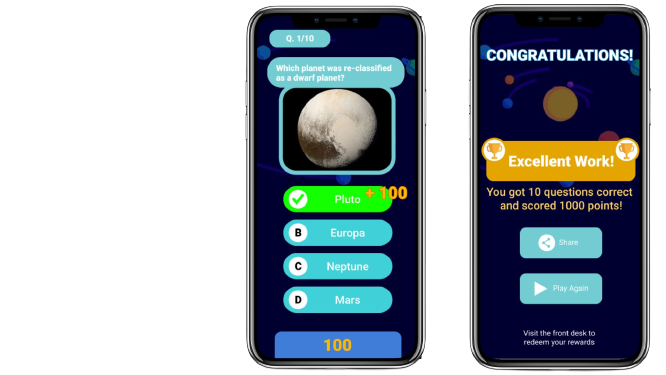 Q. 1/10
Which planet was re-classified
as a dwarf planet?
Pluto
+ 100
B Europa
C Neptune
D Mars
100
CONGRATULATIONS!
Excellent Work!
You got 10 questions correct
and scored 1000 points!
Share
Play Again
Visit the front desk to
redeem your rewards